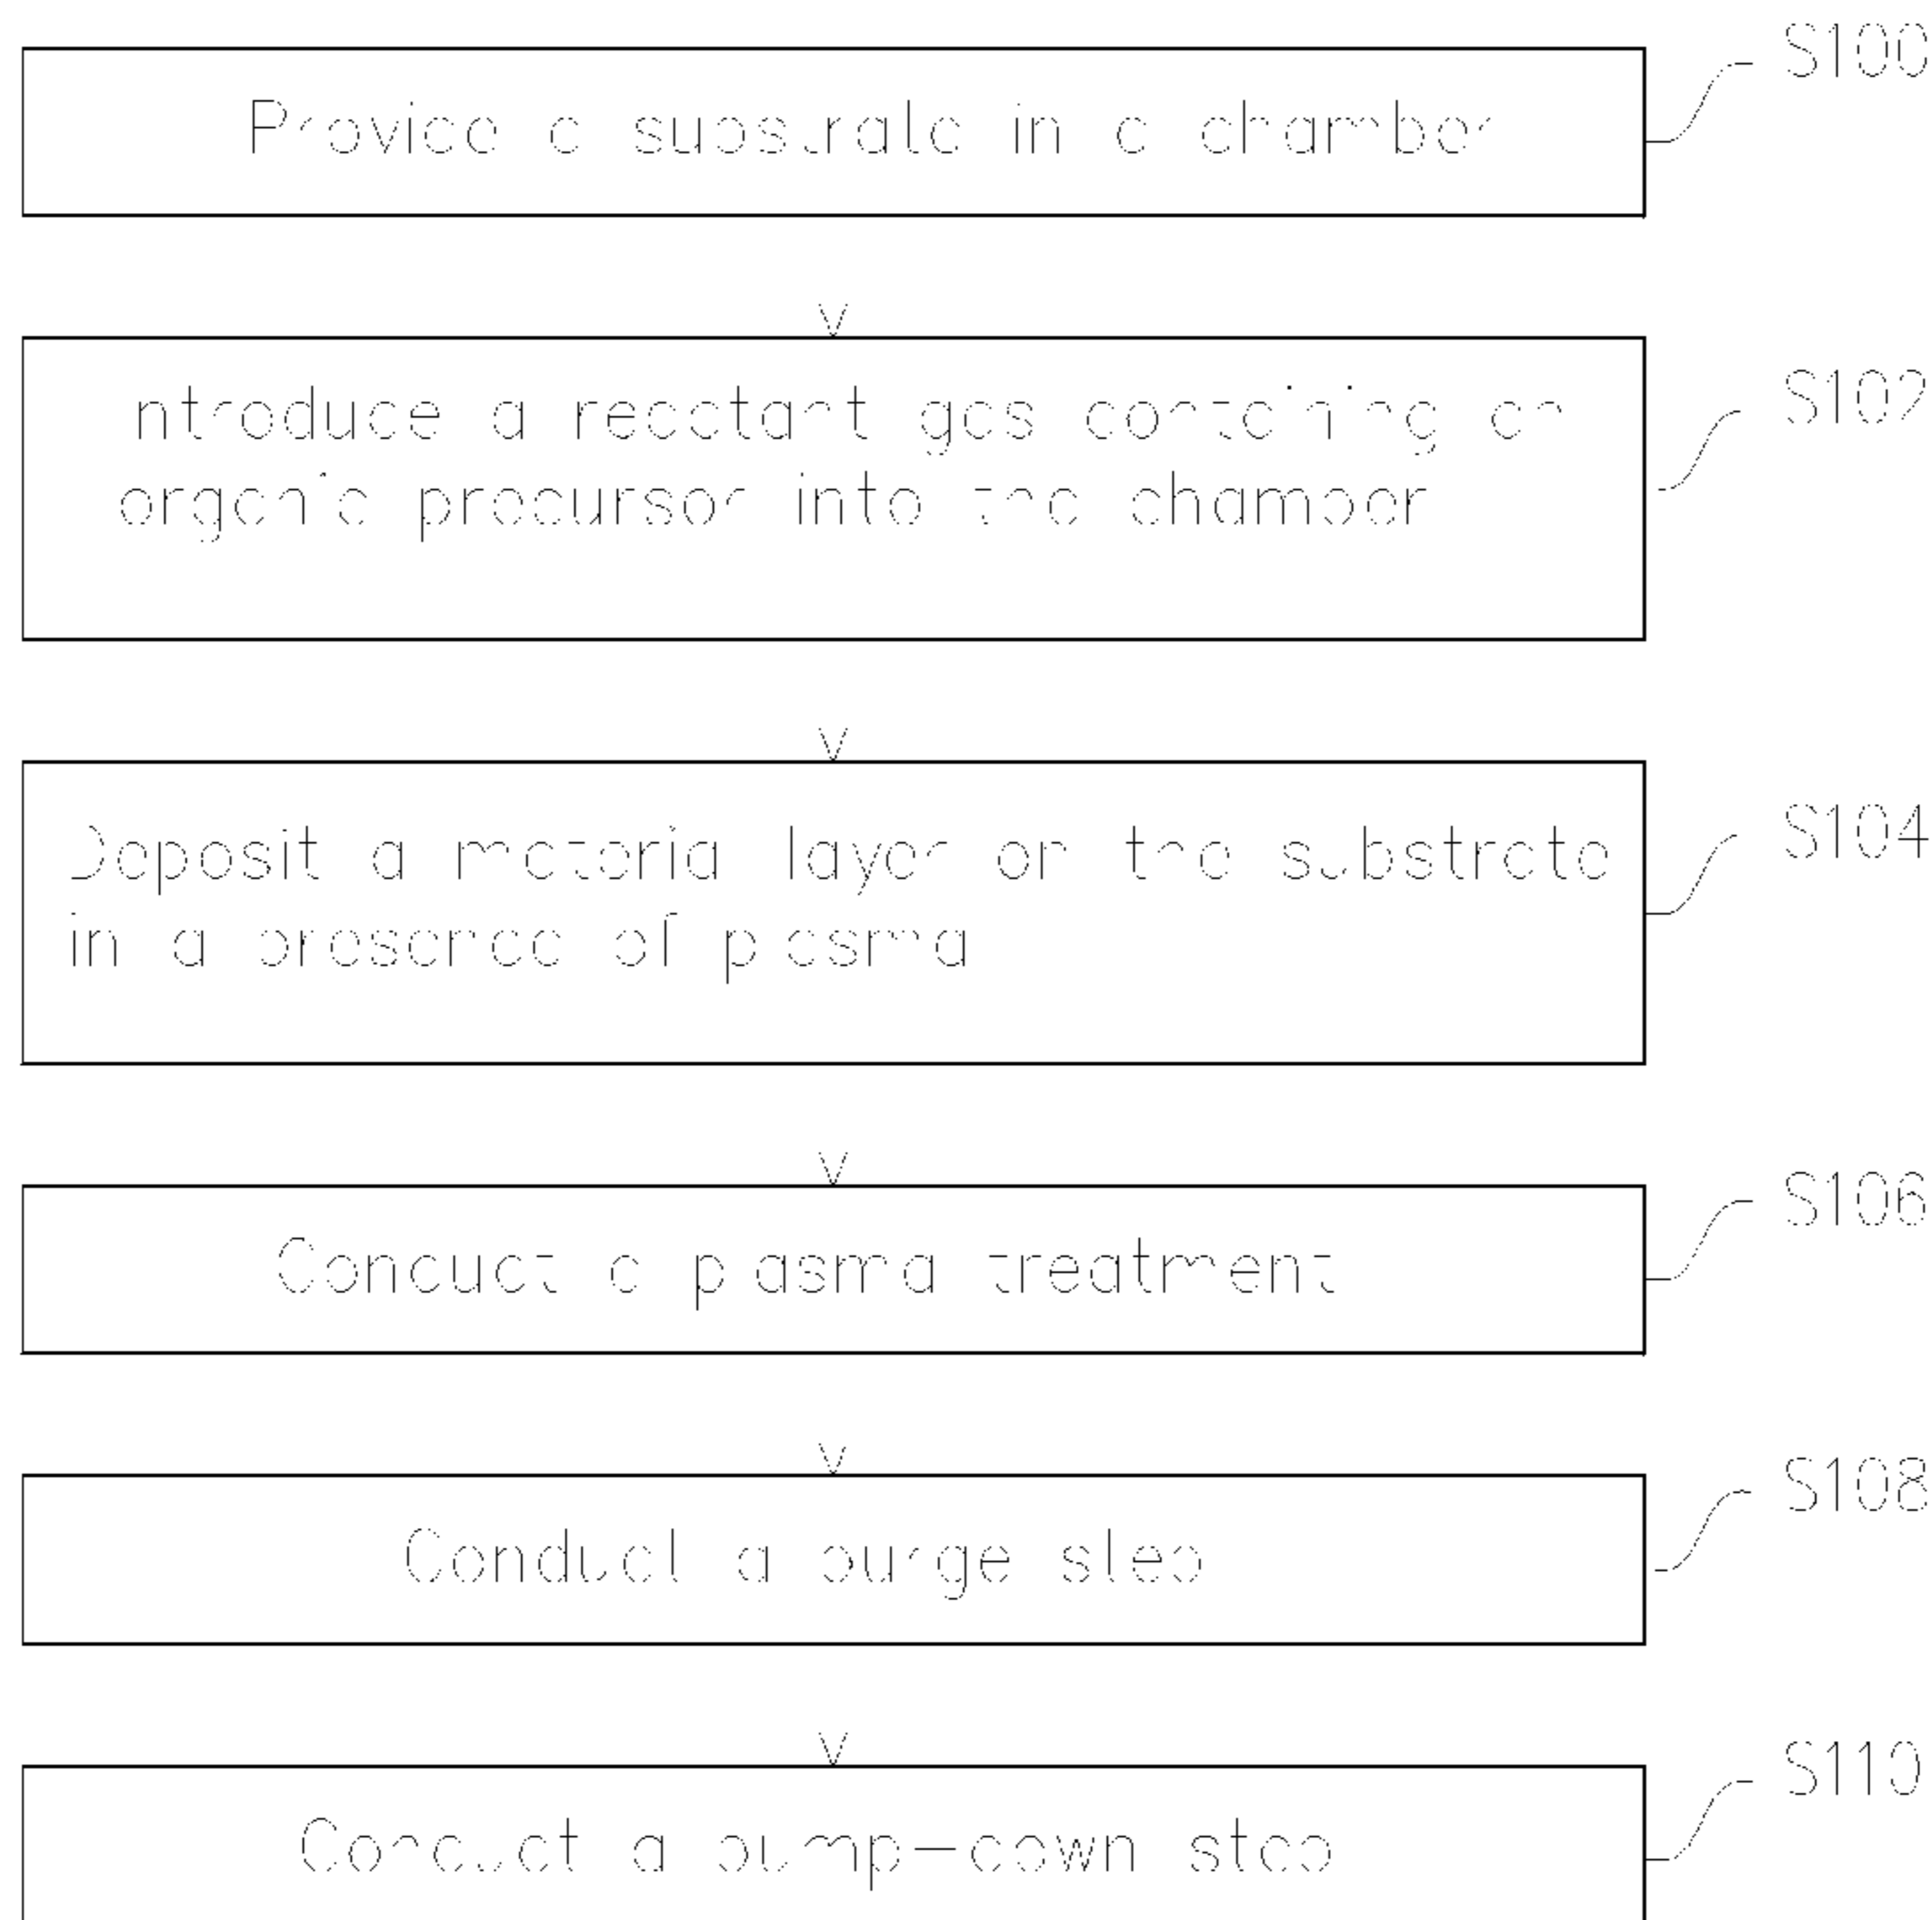 Provide a substrate in a chamber
S100
Introduce a reactant gas containing an
organic precursor into the chamber
S102
Deposit a material layer on the substrate
in a presence of plasma
S104
Conduct a plasma treatment
S106
Conduct a purge step
S108
Conduct a pump-down step
S110